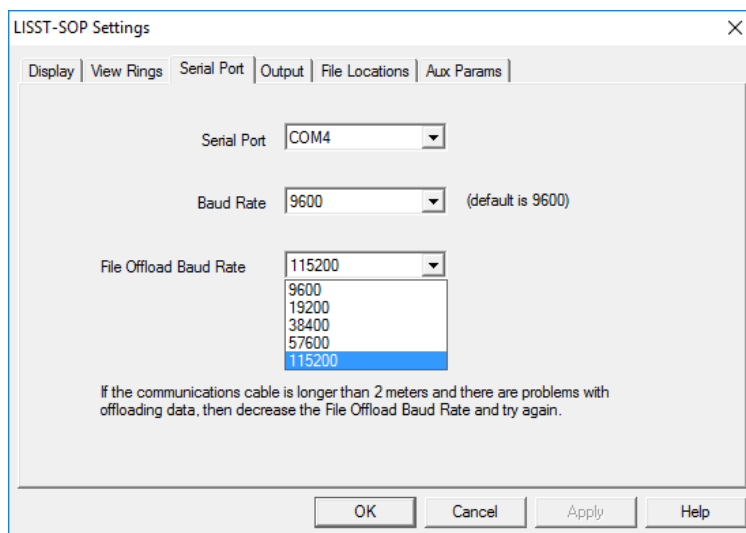 LISST-SOP Settings
Display View Rings Serial Port Output File Locations Aux Params
Serial Port COM4
Baud Rate 9600 (default is 9600)
File Offload Baud Rate 115200
9600
19200
38400
57600
115200
If the communications cable is longer than 2 meters and there are problems with
offloading data, then decrease the File Offload Baud Rate and try again.
OK Cancel Apply Help